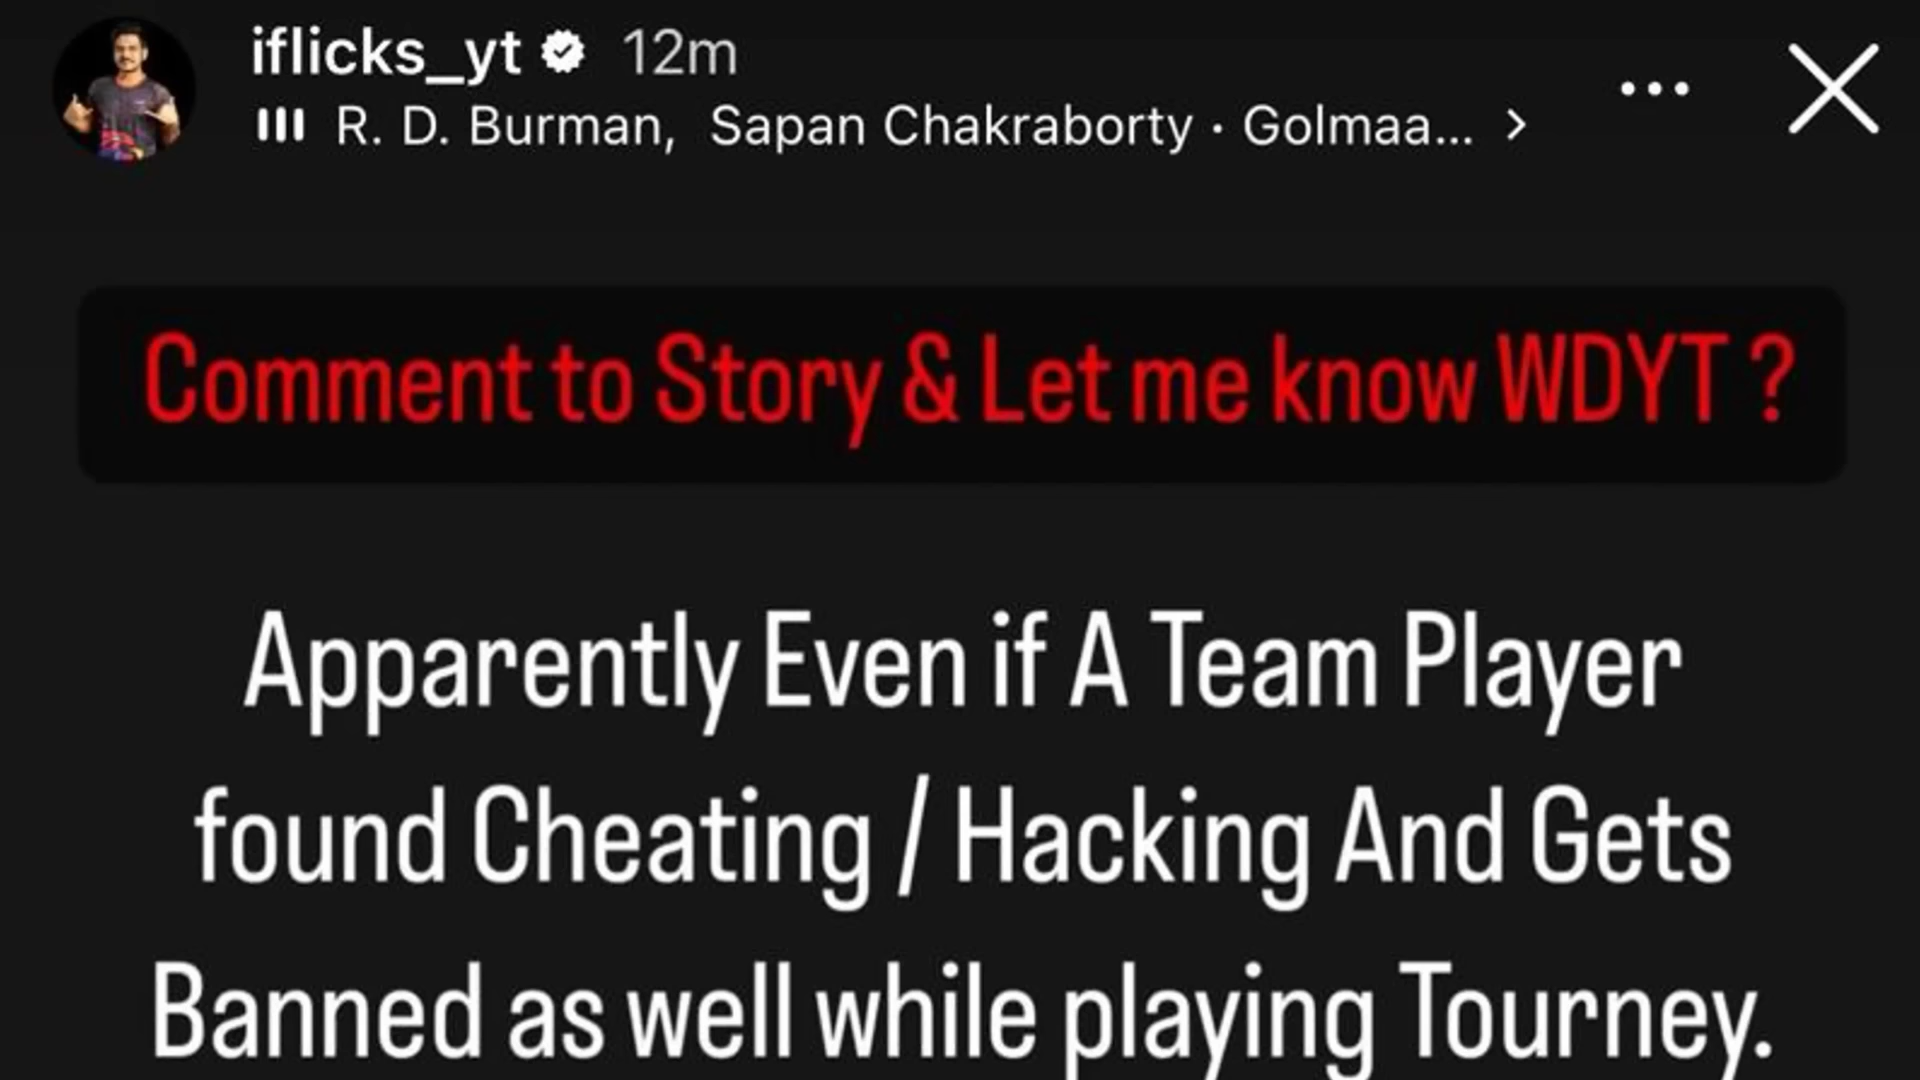 iflicks_yt 12m
R. D. Burman, Sapan Chakraborty · Golmaa...
Comment to Story & Let me know WDYT ?
Apparently Even if A Team Player
found Cheating / Hacking And Gets
Banned as well while playing Tourney.